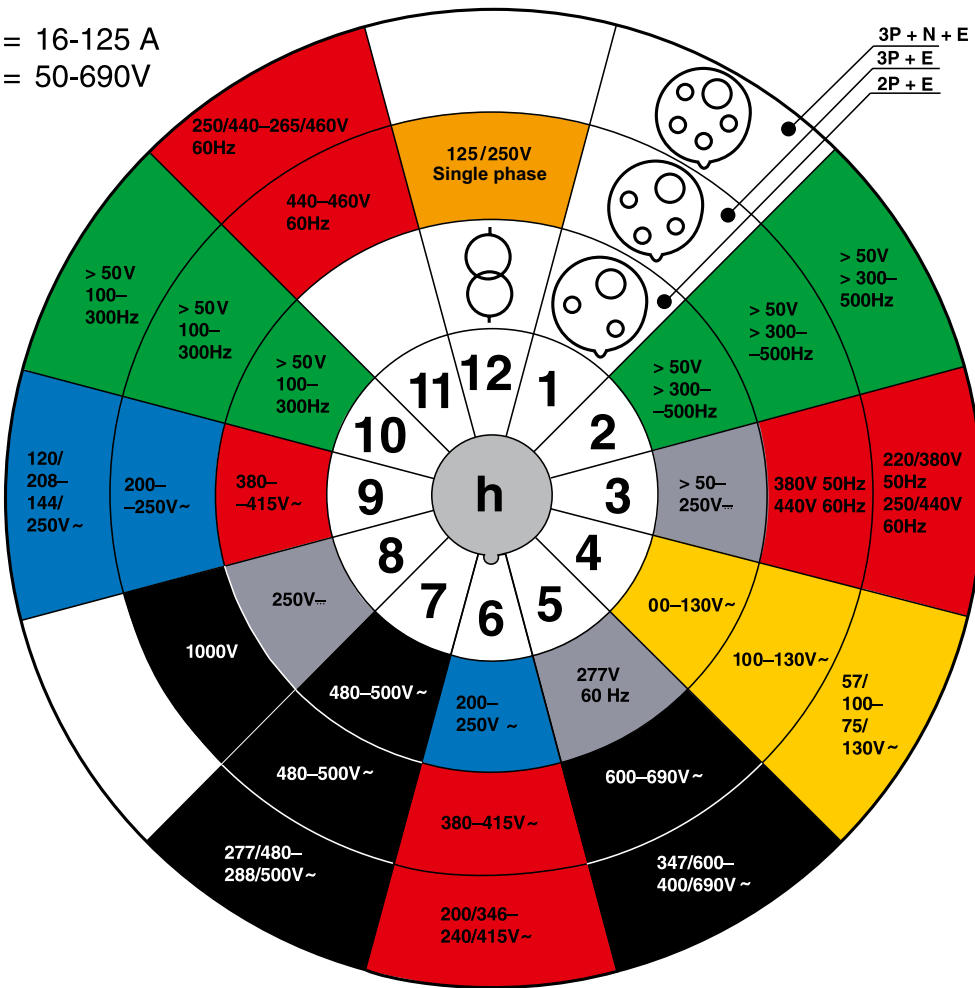 = 16-125 A
= 50-690V
3P + N + E
3P + E
2P + E
250/440–265/460V
60Hz
440–460V
60Hz
125/250V
Single phase
> 50V
> 300–
500Hz
> 50V
> 300–
–500Hz
> 50V
> 300–
–500Hz
> 50V
100–
300Hz
> 50V
100–
300Hz
> 50V
100–
300Hz
12
1
2
3
4
5
6
7
8
9
10
11
h
120/
208–
144/
250V~
200–
–250V~
380–
–415V~
> 50–
250V⎓
380V 50Hz
440V 60Hz
220/380V
50Hz
250/440V
60Hz
250V⎓
1000V
00–130V~
100–130V~
57/
100–
75/
130V~
480–500V~
480–500V~
277/480–
288/500V~
200–
250V ~
380–415V~
200/346–
240/415V~
277V
60 Hz
600–690V~
347/600–
400/690V~